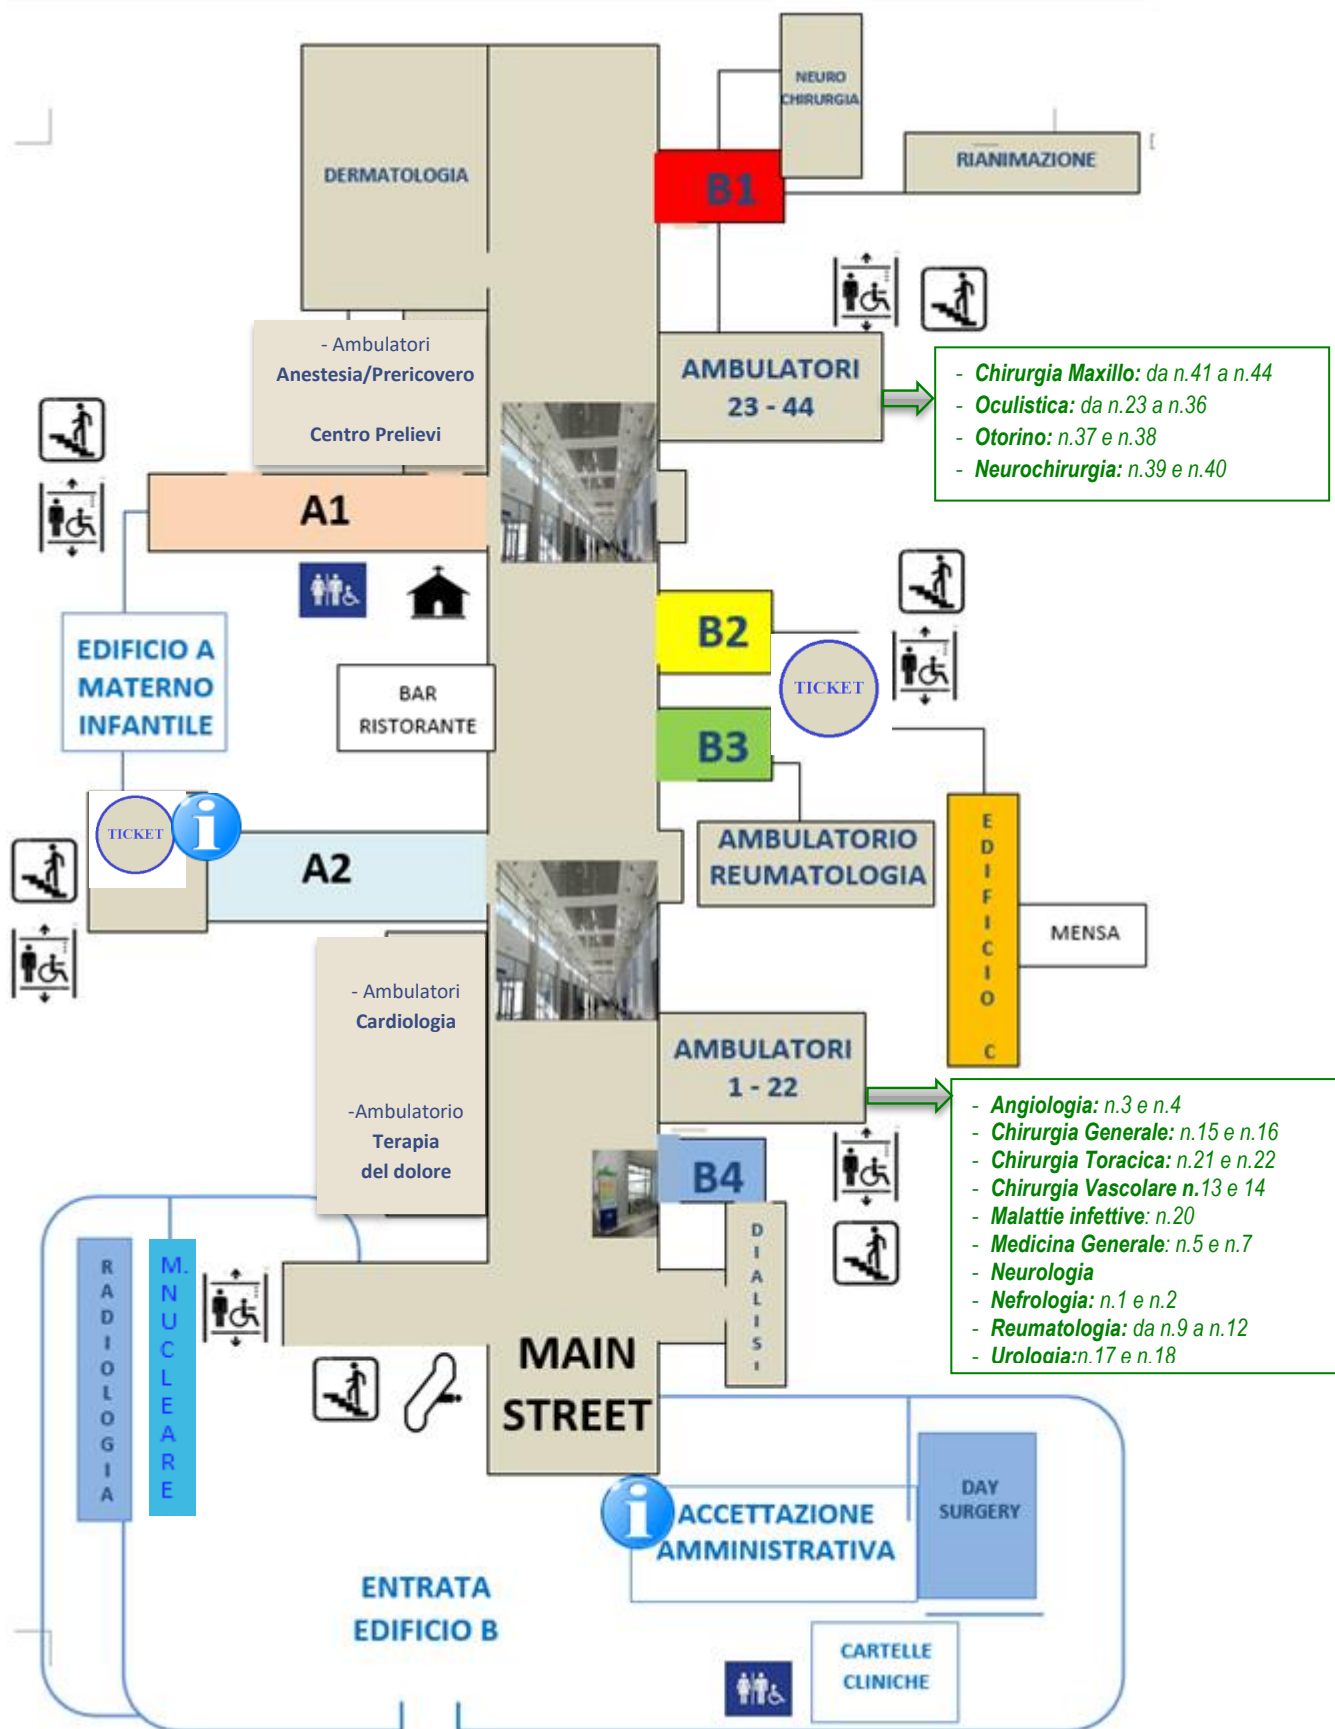 NEURO
CHIRURGIA
DERMATOLOGIA
RIANIMAZIONE
B1
- Ambulatori
Anestesia/Prericovero
Centro Prelievi
AMBULATORI
23 - 44
- Chirurgia Maxillo: da n.41 a n.44
- Oculistica: da n.23 a n.36
- Otorino: n.37 e n.38
- Neurochirurgia: n.39 e n.40
A1
B2
EDIFICIO A
MATERNO
INFANTILE
BAR
RISTORANTE
TICKET
B3
TICKET
A2
AMBULATORIO
REUMATOLOGIA
EDIFICIO C
MENSA
- Ambulatori
Cardiologia
-Ambulatorio
Terapia
del dolore
AMBULATORI
1 - 22
- Angiologia: n.3 e n.4
- Chirurgia Generale: n.15 e n.16
- Chirurgia Toracica: n.21 e n.22
- Chirurgia Vascolare n.13 e 14
- Malattie infettive: n.20
- Medicina Generale: n.5 e n.7
- Neurologia
- Nefrologia: n.1 e n.2
- Reumatologia: da n.9 a n.12
- Urologia:n.17 e n.18
B4
DIALISI
RADIOLOGIA
M. NUCLEARE
MAIN
STREET
i
ACCETTAZIONE
AMMINISTRATIVA
DAY
SURGERY
ENTRATA
EDIFICIO B
CARTELLE
CLINICHE